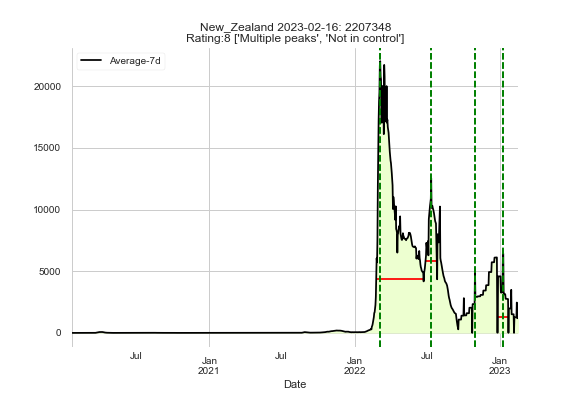 New_Zealand 2023-02-16: 2207348
Rating:8 ['Multiple peaks', 'Not in control']
Average-7d
20000
15000
10000
5000
0
Jul
Jan
2021
Jul
Jan
2022
Jul
Jan
2023
Date